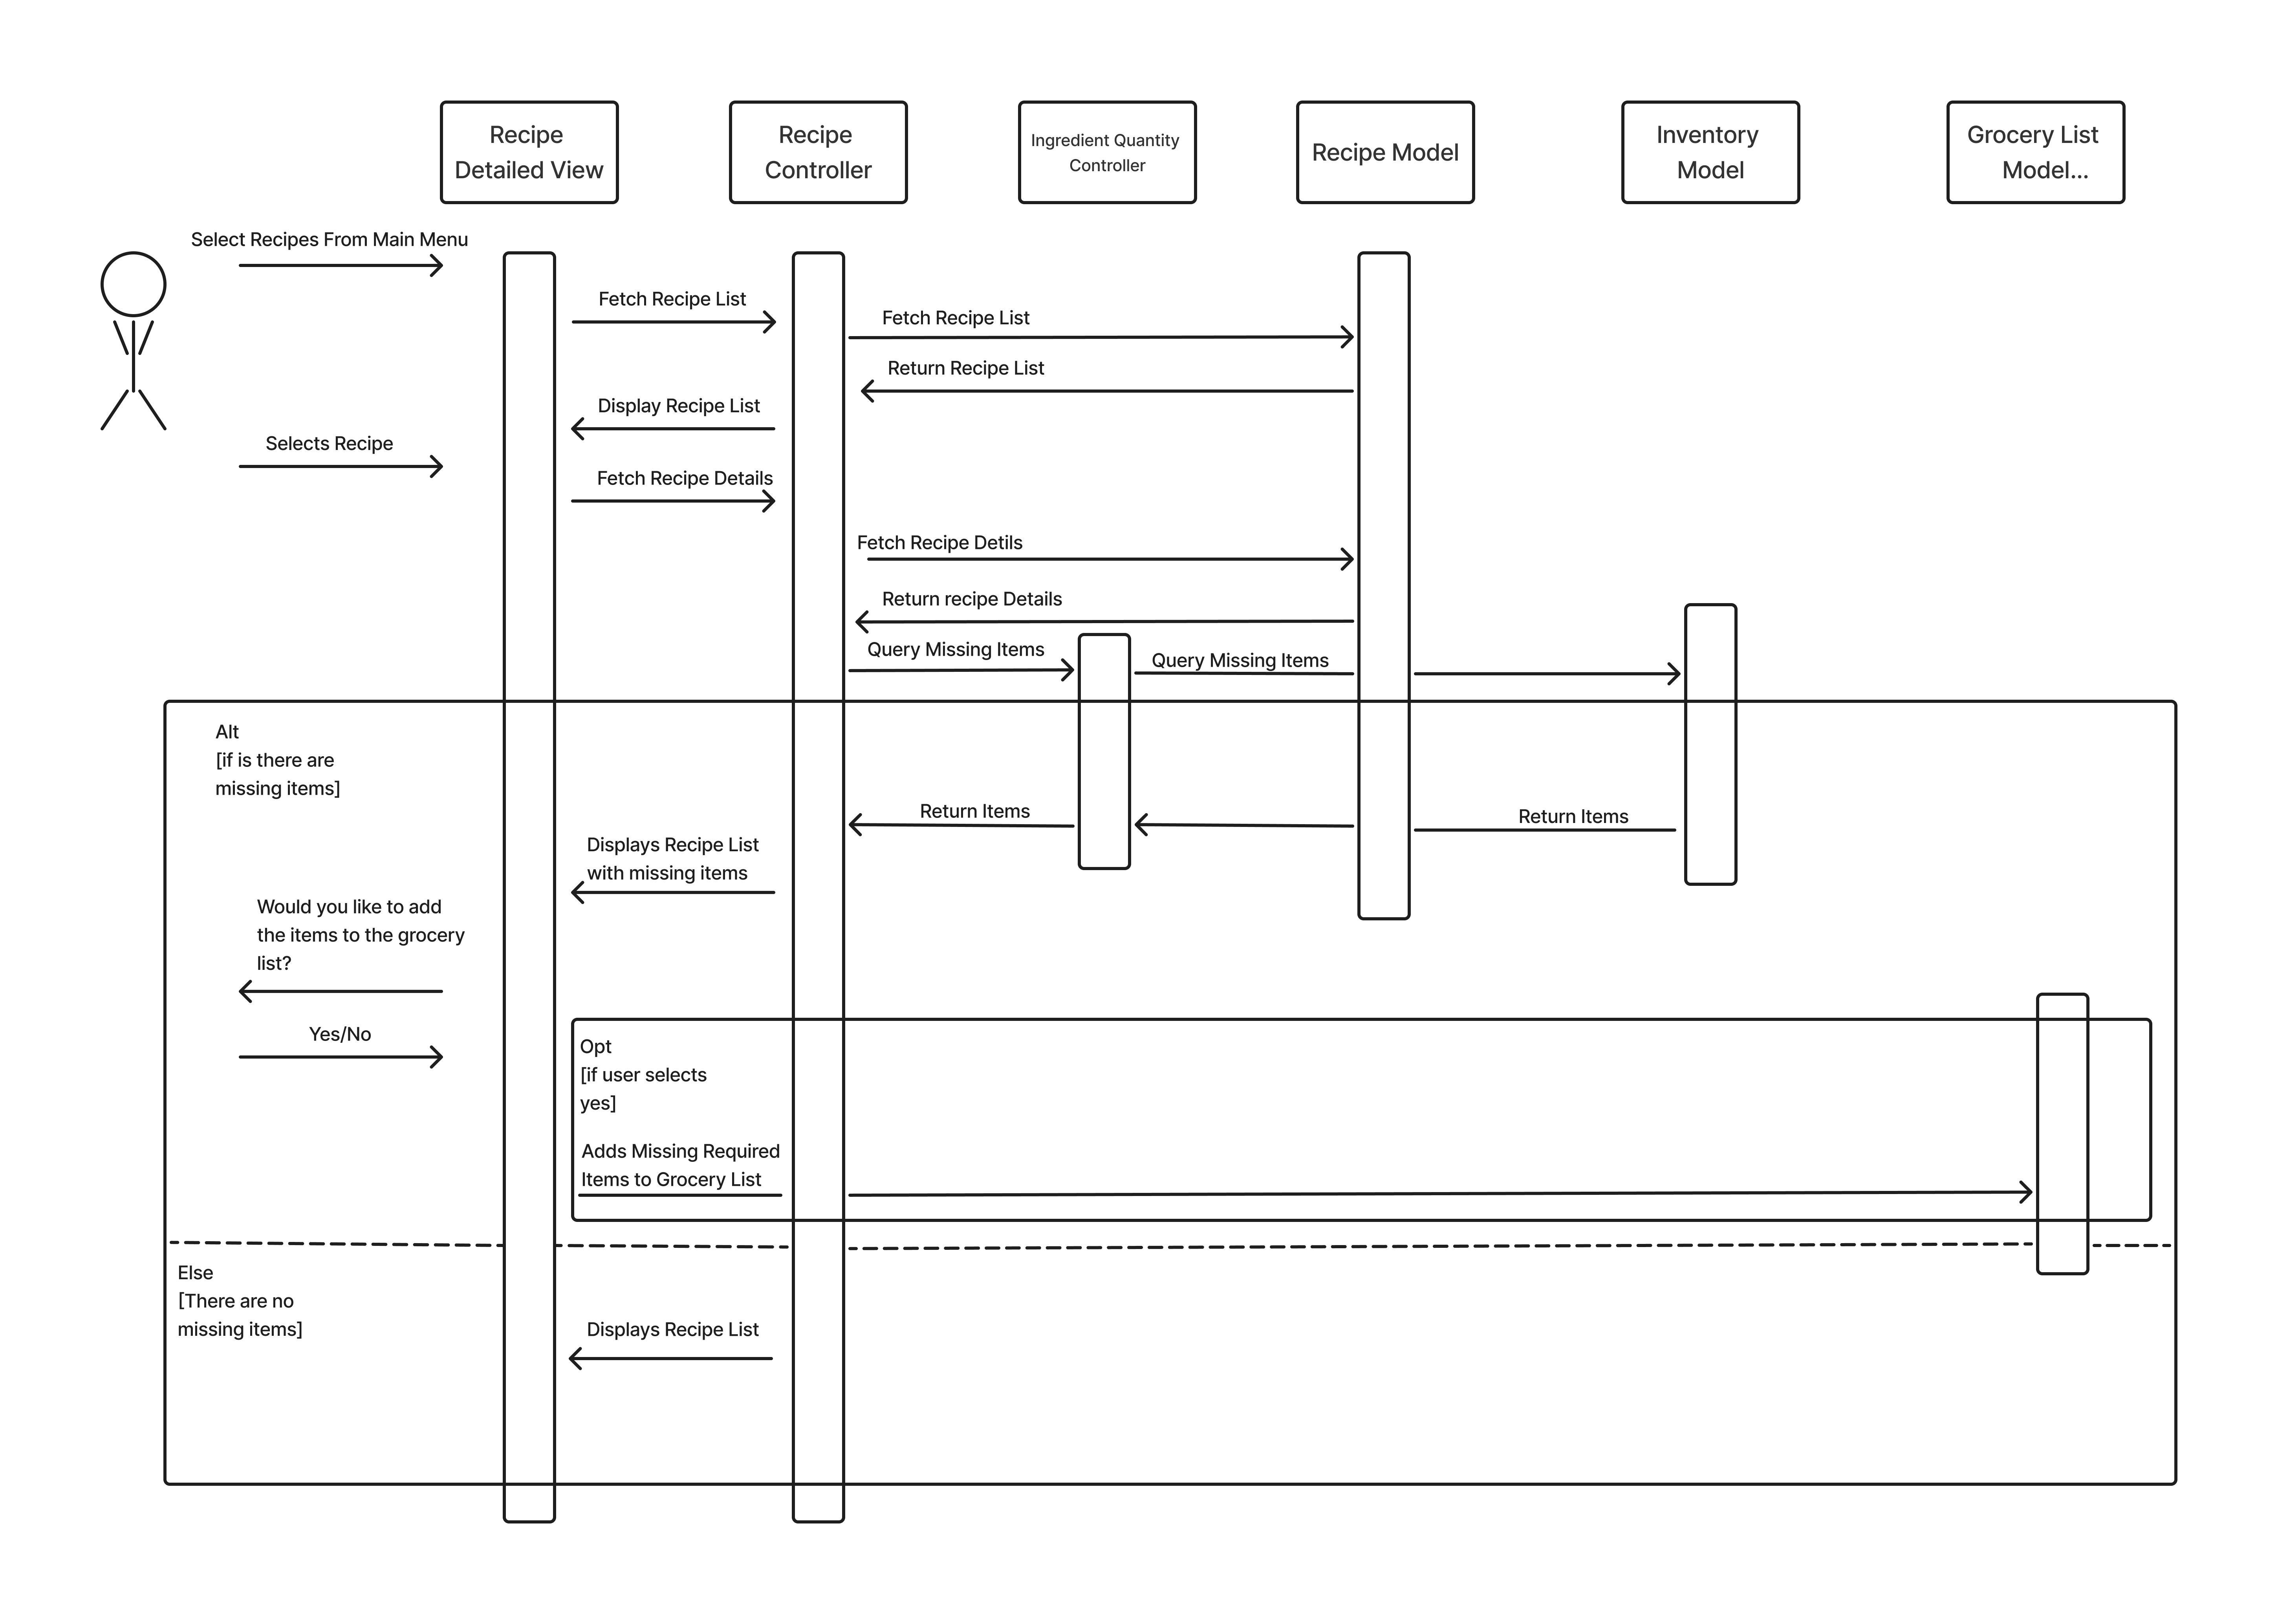 Recipe
Detailed View
Recipe
Controller
Ingredient Quantity
Controller
Recipe Model
Inventory
Model
Grocery List
Model...
Select Recipes From Main Menu
Fetch Recipe List
Fetch Recipe List
Return Recipe List
Display Recipe List
Selects Recipe
Fetch Recipe Details
Fetch Recipe Detils
Return recipe Details
Query Missing Items
Query Missing Items
Alt
[if is there are
missing items]
Return Items
Return Items
Displays Recipe List
with missing items
Would you like to add
the items to the grocery
list?
Yes/No
Opt
[if user selects
yes]
Adds Missing Required
Items to Grocery List
Else
[There are no
missing items]
Displays Recipe List